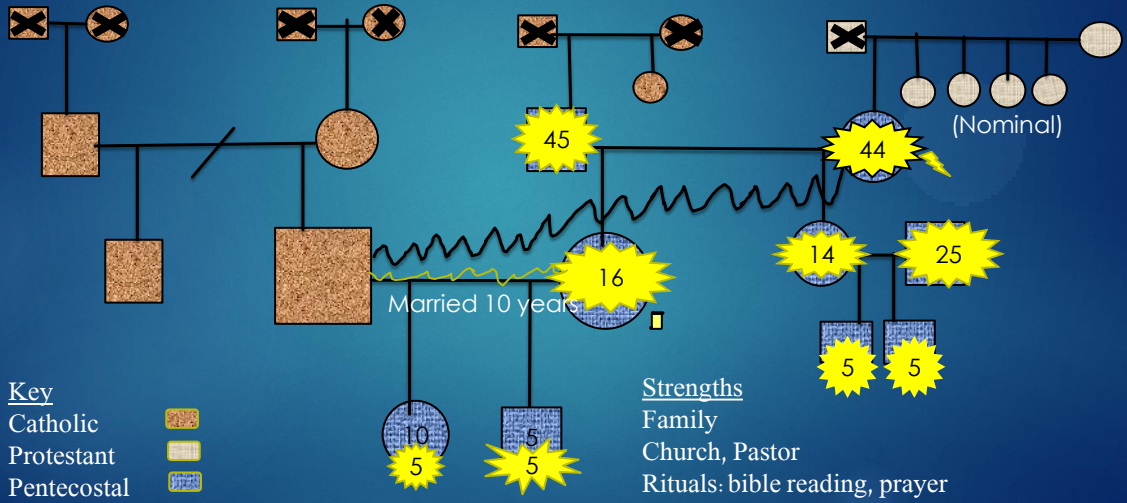 (Nominal)
45
44
16
14
25
Married 10 years
5
5
10
5
5
5
Key
Catholic
Protestant
Pentecostal
Strengths
Family
Church, Pastor
Rituals: bible reading, prayer